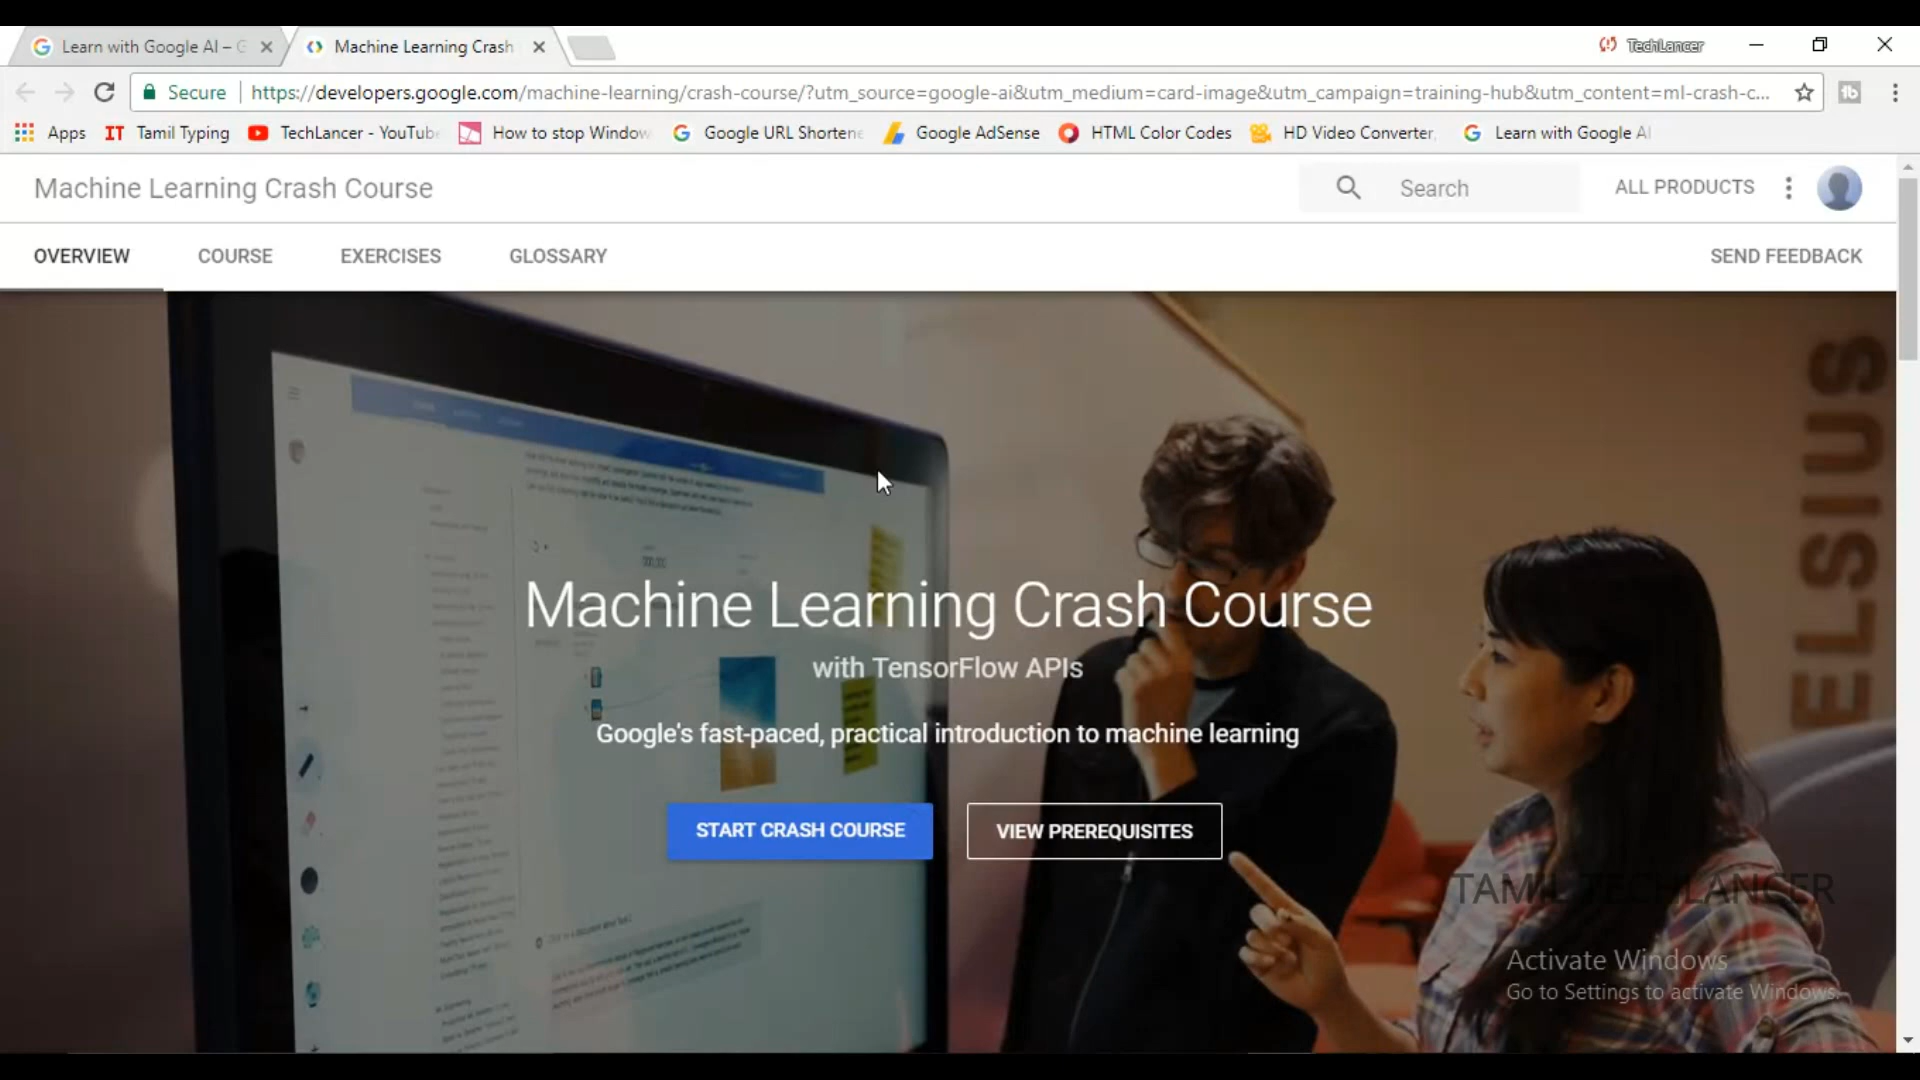 Learn with Google AI – G
Machine Learning Crash
TechLancer
Secure
https://developers.google.com/machine-learning/crash-course/?utm_source=google-ai&utm_medium=card-image&utm_campaign=training-hub&utm_content=ml-crash-c...
Apps
IT Tamil Typing
TechLancer - YouTub
How to stop Window
Google URL Shortene
Google AdSense
HTML Color Codes
HD Video Converter,
Learn with Google AI
Machine Learning Crash Course
Search
ALL PRODUCTS
OVERVIEW
COURSE
EXERCISES
GLOSSARY
SEND FEEDBACK
ELSIUS
Machine Learning Crash Course
with TensorFlow APIs
Google's fast-paced, practical introduction to machine learning
START CRASH COURSE
VIEW PREREQUISITES
TAMIL TECHLANCER
Activate Windows
Go to Settings to activate Windows.